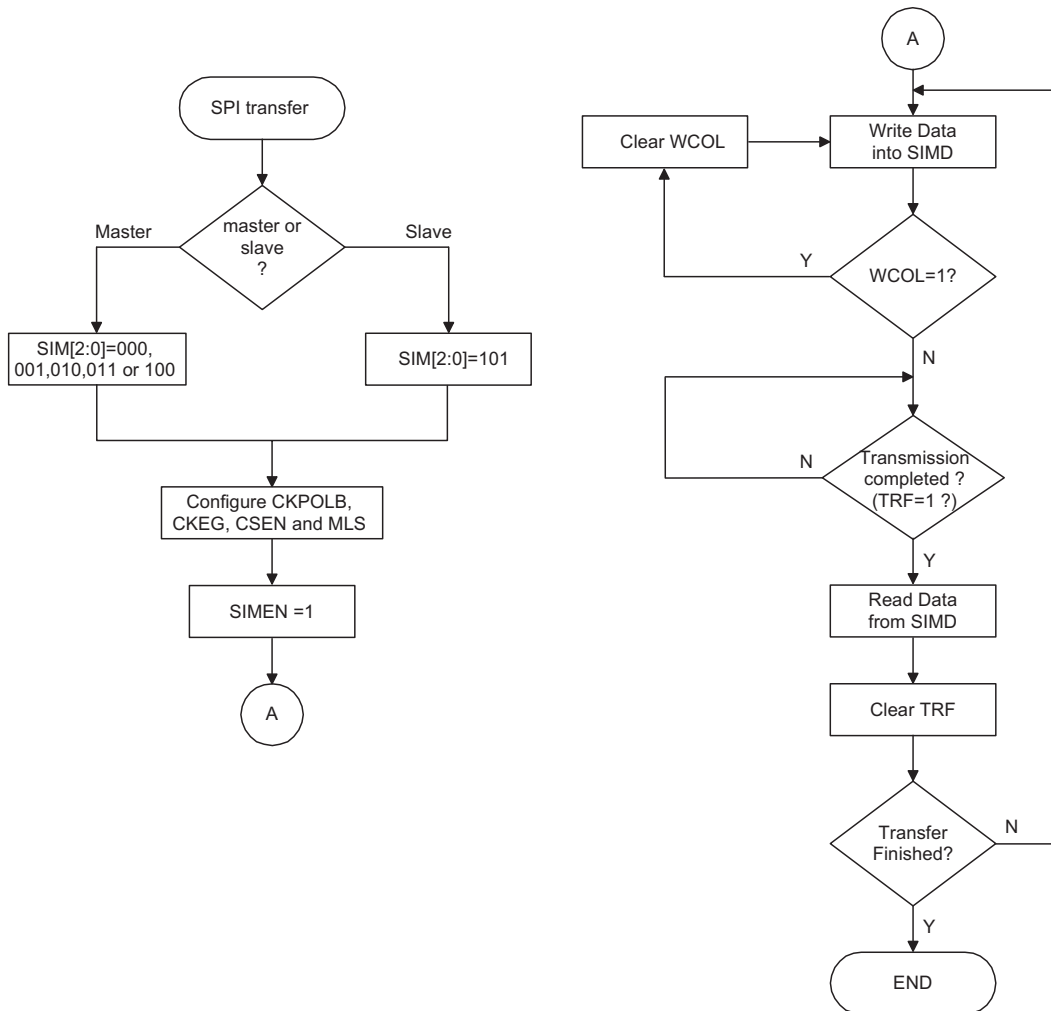 SPI transfer
master or
slave
?
Master
Slave
SIM[2:0]=000,
001,010,011 or 100
SIM[2:0]=101
Configure CKPOLB,
CKEG, CSEN and MLS
SIMEN =1
A
A
Clear WCOL
Write Data
into SIMD
WCOL=1?
Y
N
Transmission
completed ?
(TRF=1 ?)
N
Y
Read Data
from SIMD
Clear TRF
Transfer
Finished?
N
Y
END